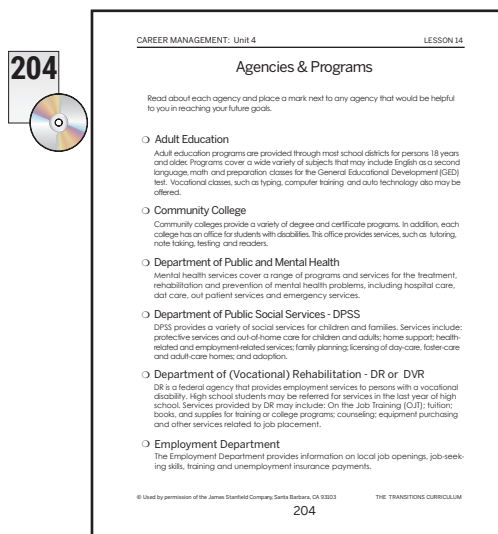 204
CAREER MANAGEMENT: Unit 4 LESSON 14
Agencies & Programs
Read about each agency and place a mark next to any agency that would be helpful
to you in reaching your future goals.
Adult Education
Adult education programs are provided through most school districts for persons 18 years
and older. Programs cover a wide variety of subjects that may include English as a second
language, math and preparation classes for the General Educational Development (GED)
test. Vocational classes, such as typing, computer training and auto technology also may be
offered.
Community College
Community colleges provide a variety of degree and certificate programs. In addition, each
college has an office for students with disabilities. This office provides services, such as tutoring,
note taking, testing and readers.
Department of Public and Mental Health
Mental health services cover a range of programs and services for the treatment,
rehabilitation and prevention of mental health problems, including hospital care,
dat care, out patient services and emergency services.
Department of Public Social Services - DPSS
DPSS provides a variety of social services for children and families. Services include:
protective services and out-of-home care for children and adults; home support; health-
related and employment-related services; family planning; licensing of day-care, foster-care
and adult-care homes; and adoption.
Department of (Vocational) Rehabilitation - DR or DVR
DR is a federal agency that provides employment services to persons with a vocational
disability. High school students may be referred for services in the last year of high
school. Services provided by DR may include: On the Job Training (OJT); tuition;
books, and supplies for training or college programs; counseling; equipment purchasing
and other services related to job placement.
Employment Department
The Employment Department provides information on local job openings, job-seek-
ing skills, training and unemployment insurance payments.
© Used by permission of the James Stanfield Company, Santa Barbara, CA 93103 THE TRANSITIONS CURRICULUM
204